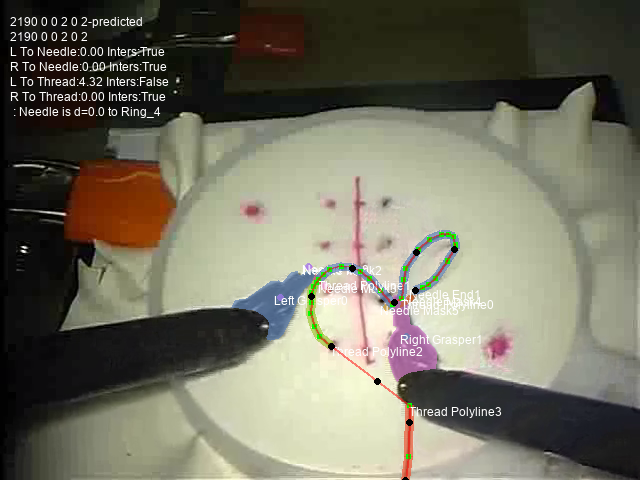 2190 0 0 2 0 2-predicted
2190 0 0 2 0 2
L To Needle:0.00 Inters:True
R To Needle:0.00 Inters:True
L To Thread:4.32 Inters:False
R To Thread:0.00 Inters:True
: Needle is d=0.0 to Ring_4
Thread Polyline1
Needle End1
Left Grasper0
Right Grasper1
Thread Polyline2
Thread Polyline3